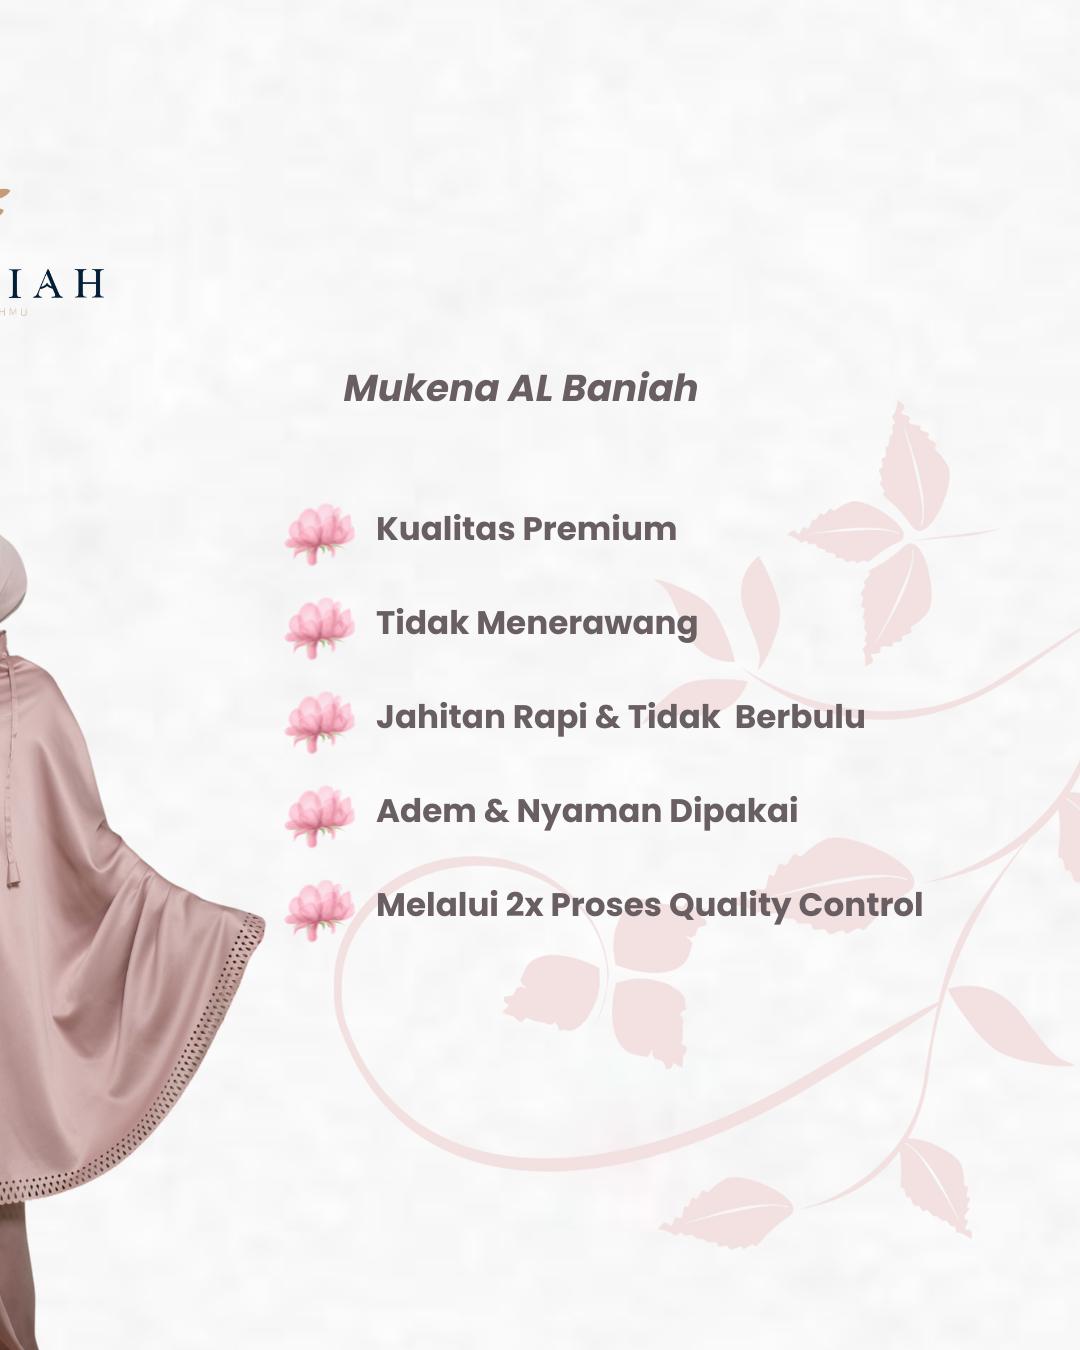 IAH
HMU
Mukena AL Baniah
Kualitas Premium
Tidak Menerawang
Jahitan Rapi & Tidak Berbulu
Adem & Nyaman Dipakai
Melalui 2x Proses Quality Control